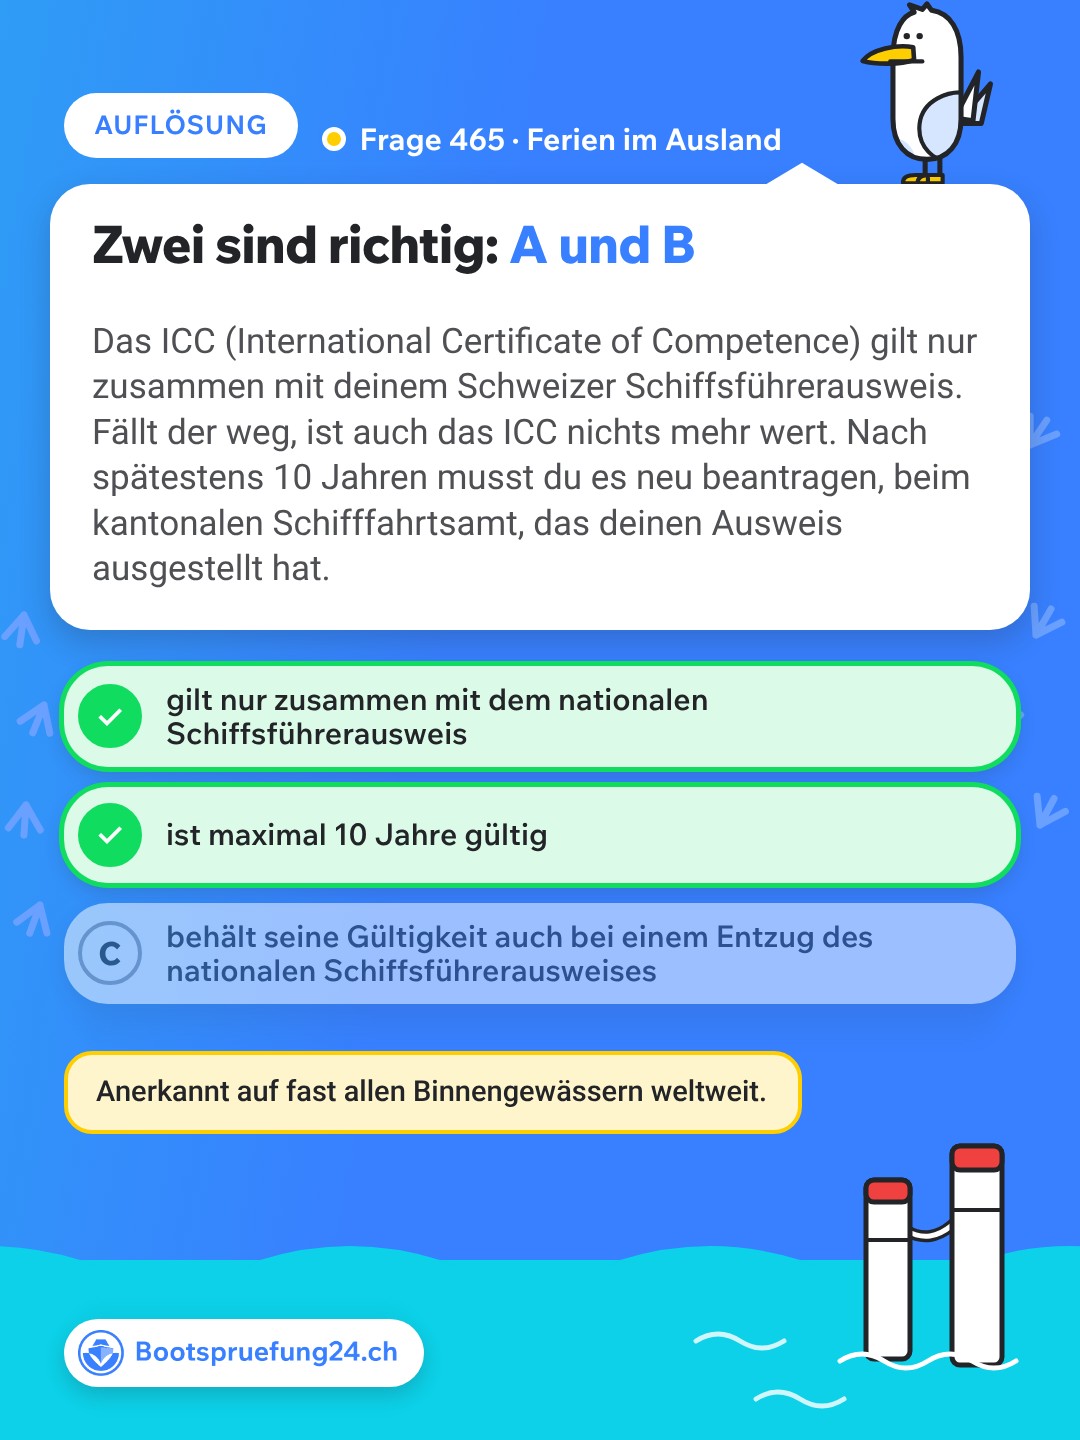 AUFLÖSUNG
Frage 465 · Ferien im Ausland
Zwei sind richtig: A und B
Das ICC (International Certificate of Competence) gilt nur
zusammen mit deinem Schweizer Schiffsführerausweis.
Fällt der weg, ist auch das ICC nichts mehr wert. Nach
spätestens 10 Jahren musst du es neu beantragen, beim
kantonalen Schifffahrtsamt, das deinen Ausweis
ausgestellt hat.
gilt nur zusammen mit dem nationalen
Schiffsführerausweis
ist maximal 10 Jahre gültig
C
behält seine Gültigkeit auch bei einem Entzug des
nationalen Schiffsführerausweises
Anerkannt auf fast allen Binnengewässern weltweit.
Bootspruefung24.ch